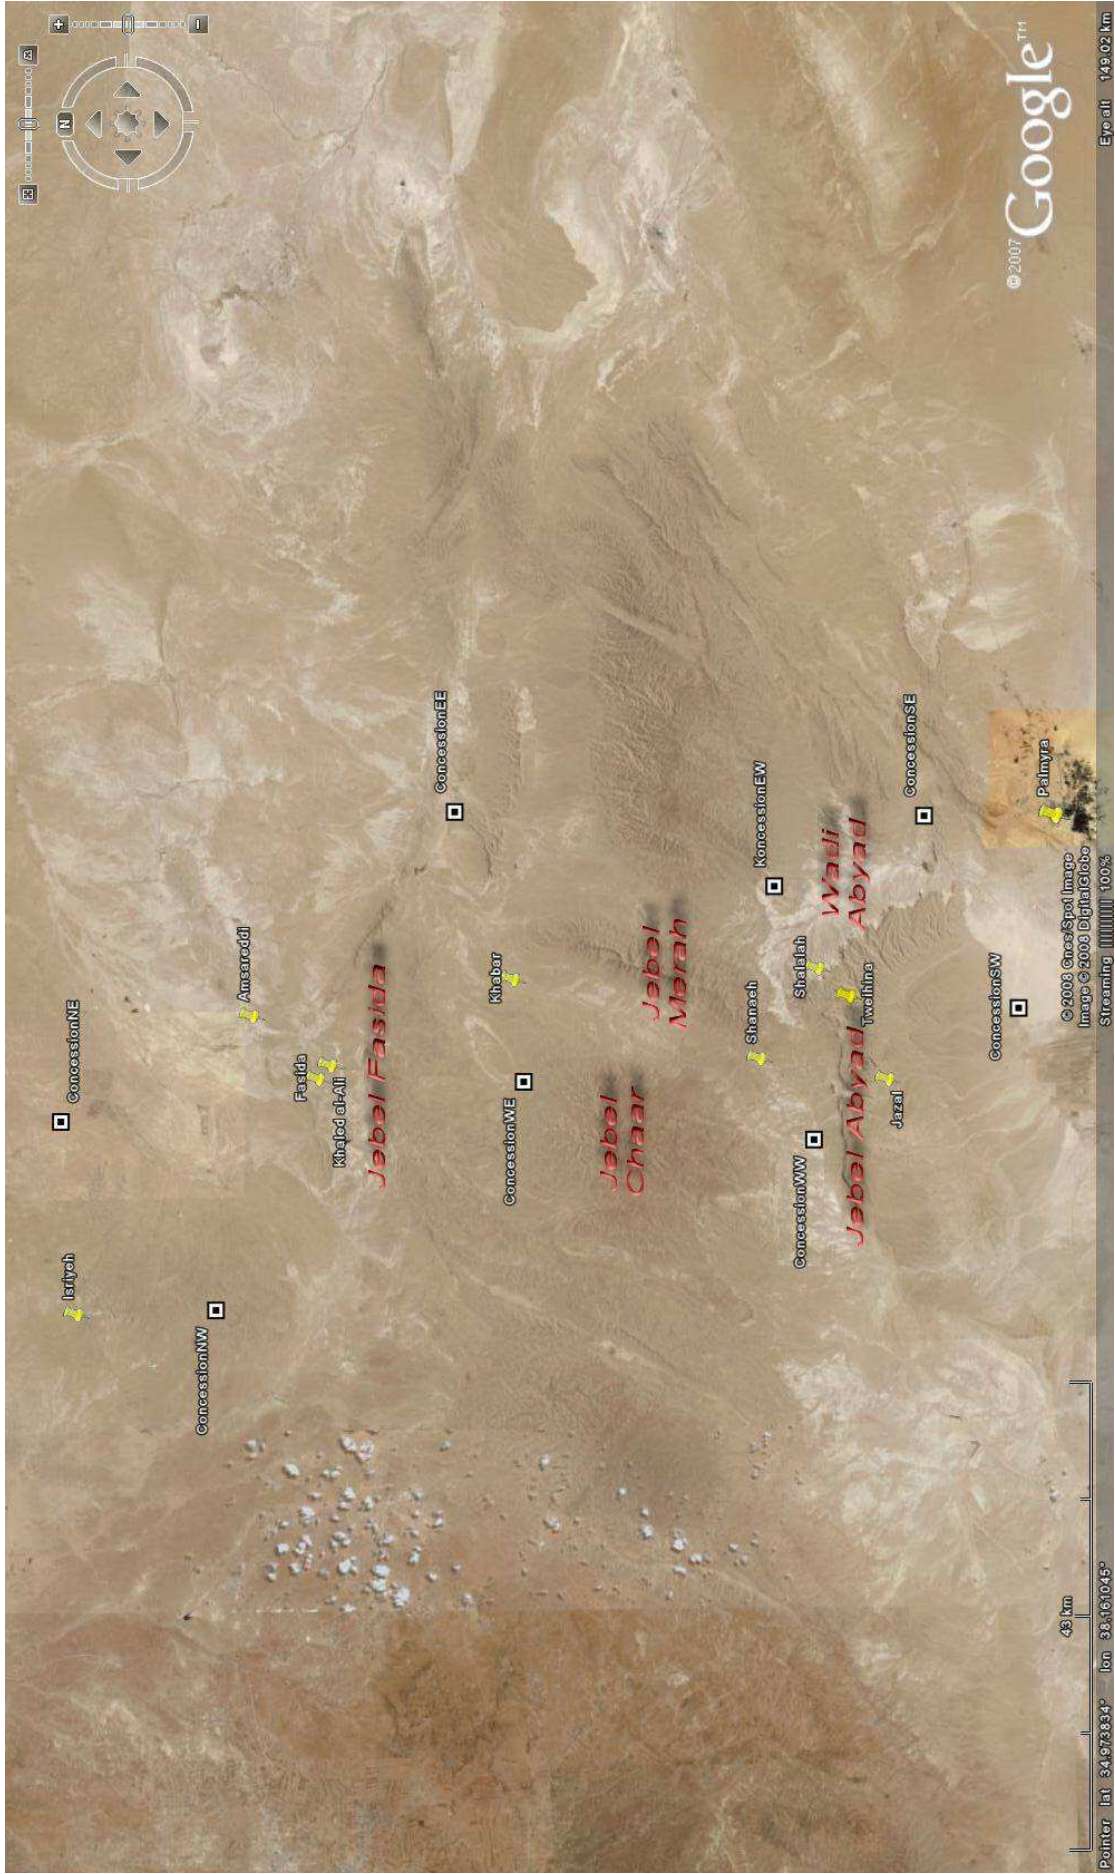 N
ConcessionNE
Isriyeh
ConcessionNW
Amsareddi
Fasida
Khaled al-Ali
Jebel Fasida
ConcessionEE
Khabar
ConcessionWE
Jebel
Chaar
Jebel
Merah
Shanaeh
KoncessionEW
ConcessionWW
Shalalah
Wadi
Abyad
Twelhina
Jebel Abyad
Jazal
ConcessionSE
ConcessionSW
Palmyra
43 km
© 2008 Cnes/Spot Image
Image © 2008 DigitalGlobe
©2007 Google™
Pointer lat 34.973834° lon 38.161045° Streaming 100% Eye alt 149.02 km